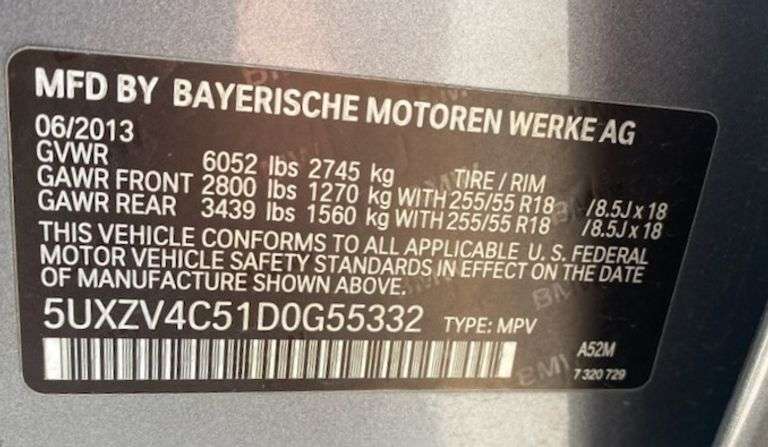 MFD BY BAYERISCHE MOTOREN WERKE AG
06/2013
GVWR 6052 lbs 2745 kg TIRE / RIM
GAWR FRONT 2800 lbs 1270 kg WITH 255/55 R18 /8.5J x 18
GAWR REAR 3439 lbs 1560 kg WITH 255/55 R18 /8.5J x 18
THIS VEHICLE CONFORMS TO ALL APPLICABLE U. S. FEDERAL
MOTOR VEHICLE SAFETY STANDARDS IN EFFECT ON THE DATE
OF MANUFACTURE SHOWN ABOVE.
5UXZV4C51D0G55332 TYPE: MPV
A52M
7 320 729